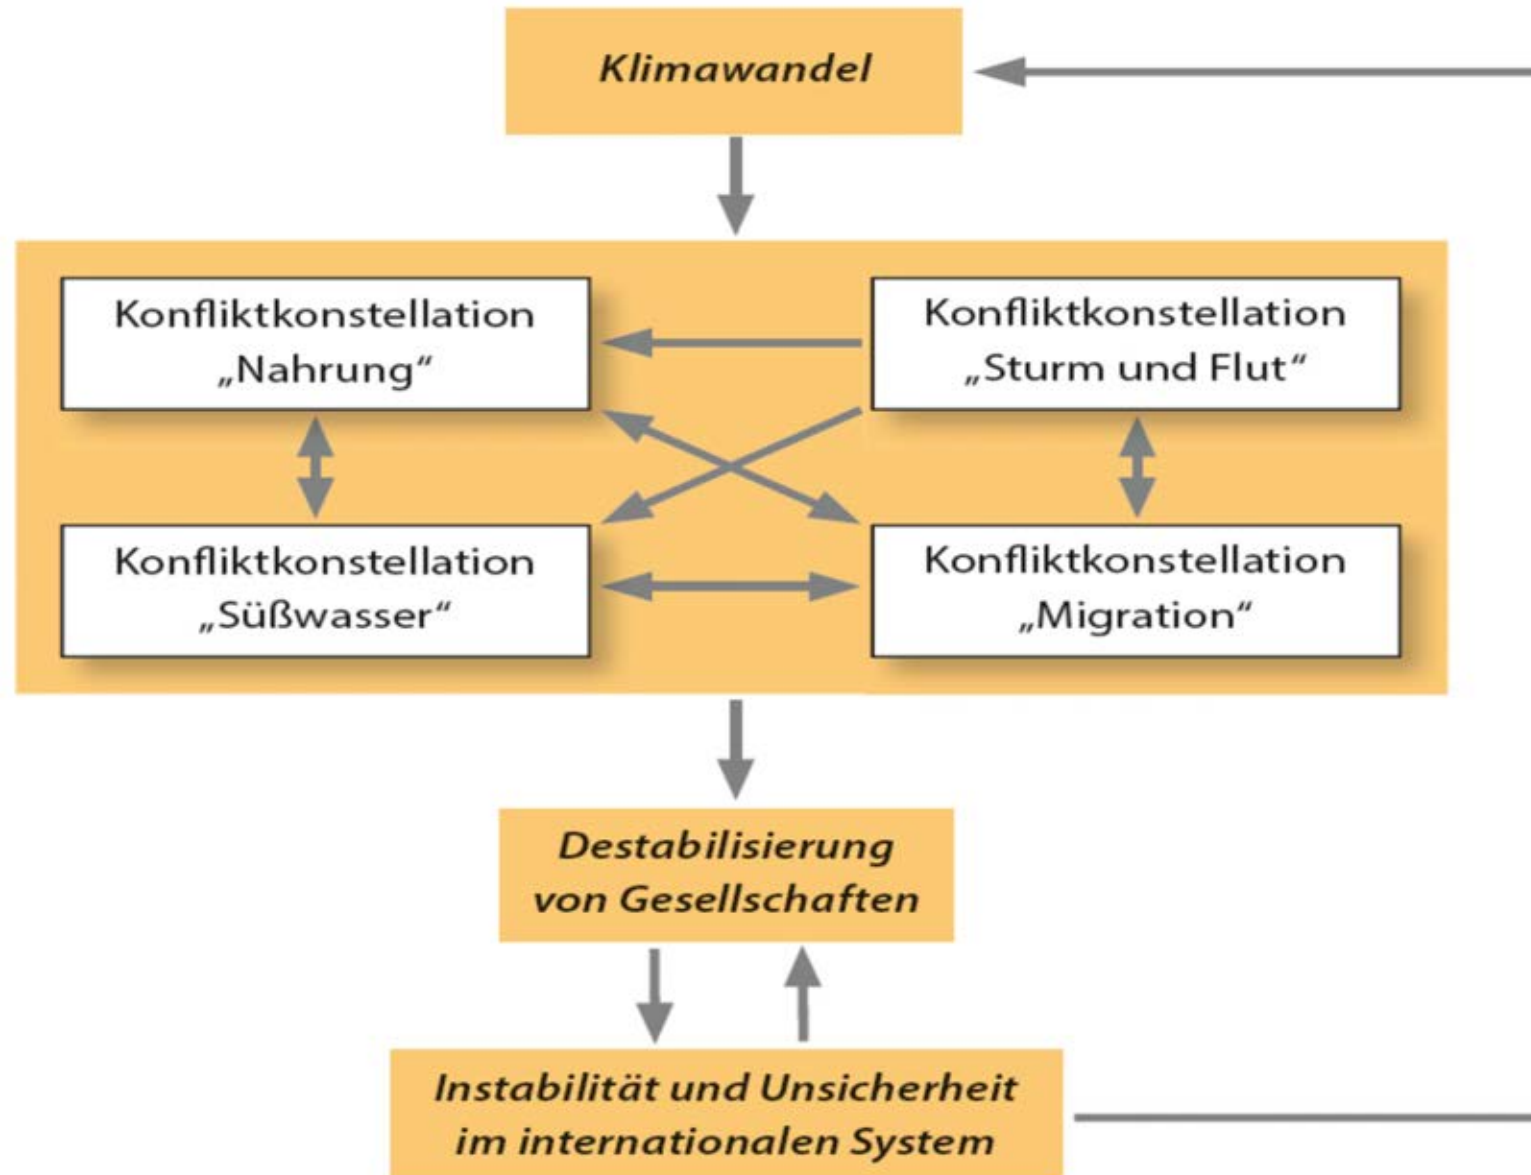 Klimawandel
Konfliktkonstellation
„Nahrung“
Konfliktkonstellation
„Sturm und Flut“
Konfliktkonstellation
„Süßwasser“
Konfliktkonstellation
„Migration“
Destabilisierung
von Gesellschaften
Instabilität und Unsicherheit
im internationalen System